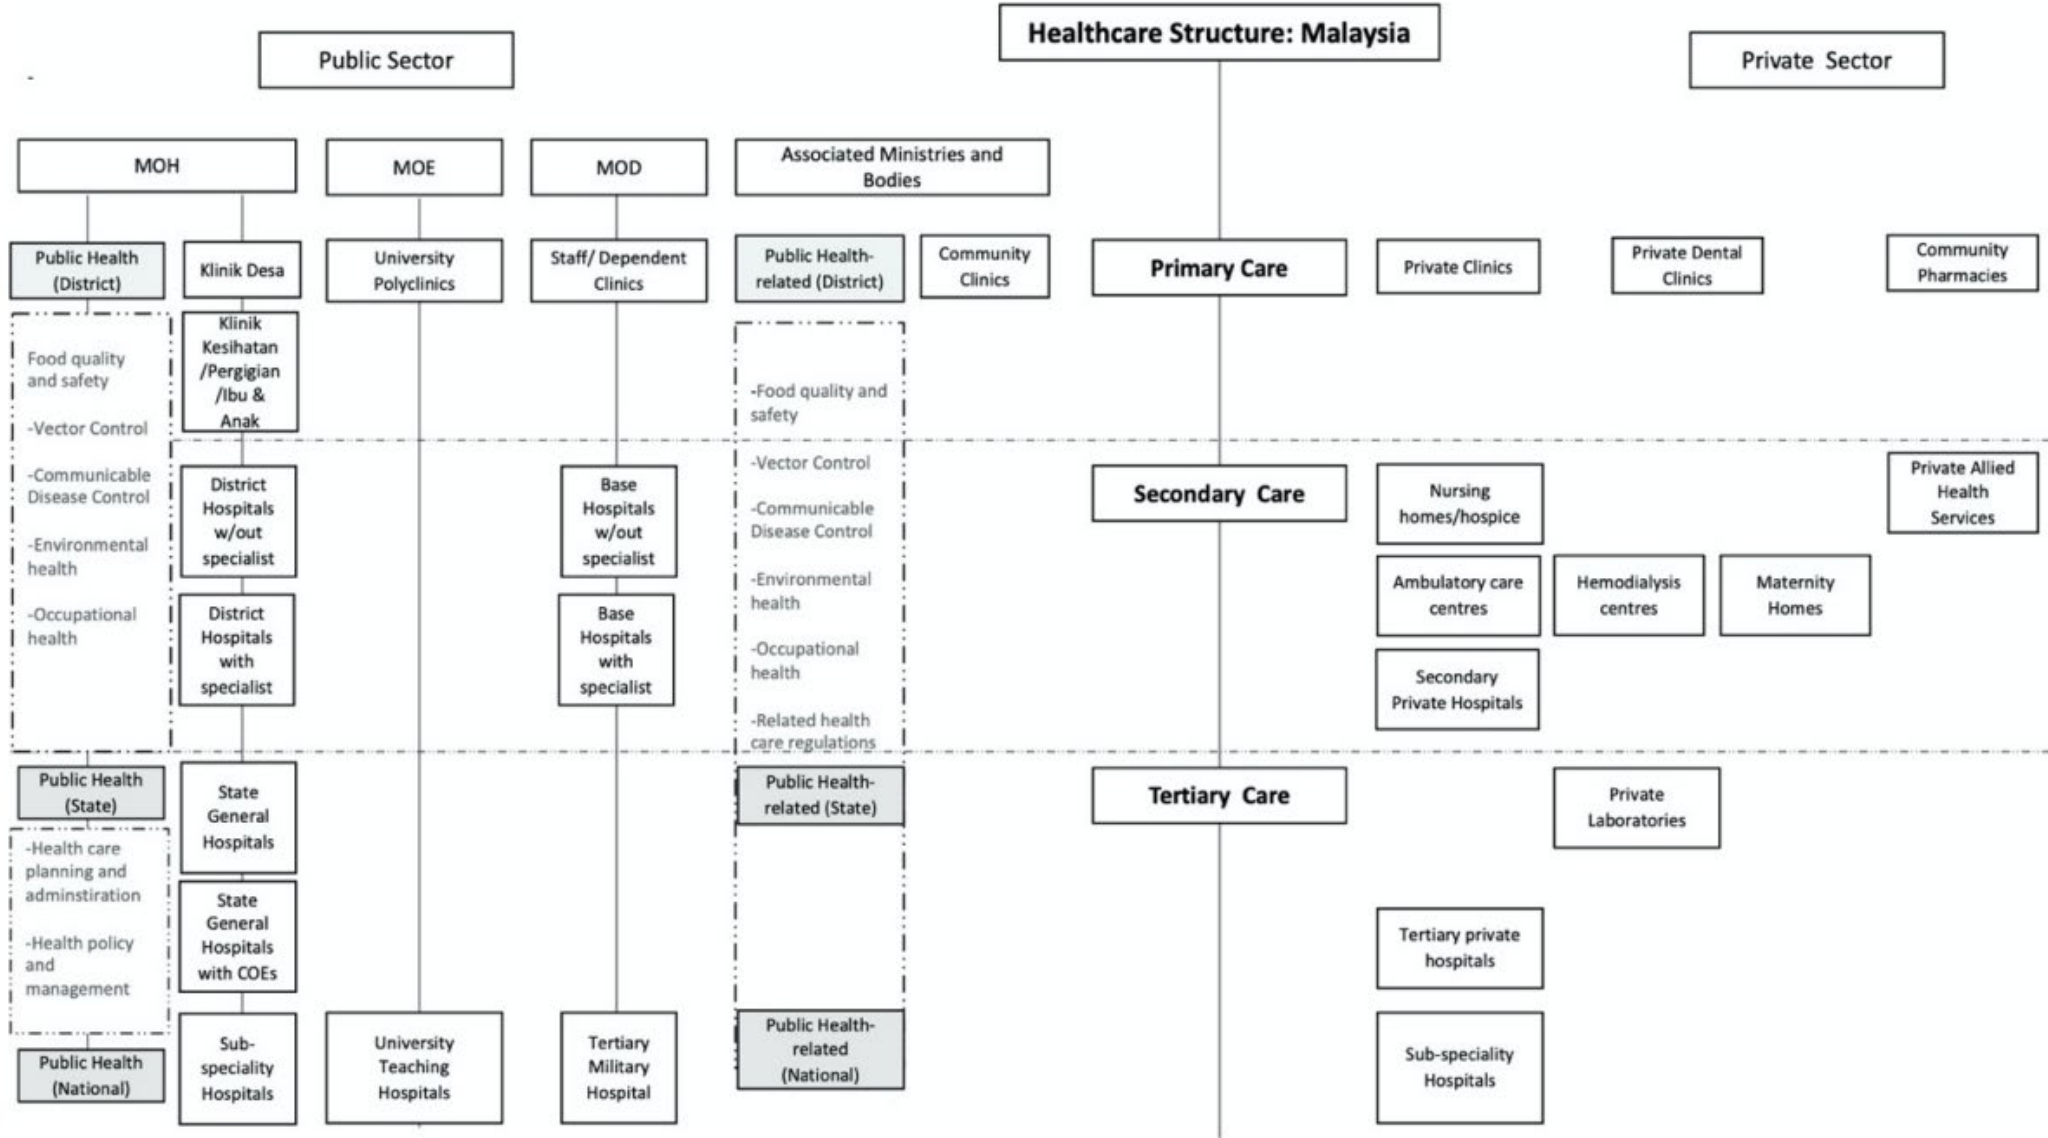 Healthcare Structure: Malaysia
Public Sector
Private Sector
-
MOH
MOE
MOD
Associated Ministries and
Bodies
Public Health
(District)
Klinik Desa
University
Polyclinics
Staff/ Dependent
Clinics
Public Health-
related (District)
Community
Clinics
Primary Care
Private Clinics
Private Dental
Clinics
Community
Pharmacies
Food quality
and safety
-Vector Control
-Communicable
Disease Control
-Environmental
health
-Occupational
health
Klinik
Kesihatan
/Pergigian
/Ibu &
Anak
-Food quality and
safety
-Vector Control
-Communicable
Disease Control
-Environmental
health
-Occupational
health
-Related health
care regulations
District
Hospitals
w/out
specialist
Base
Hospitals
w/out
specialist
Secondary Care
Nursing
homes/hospice
Private Allied
Health
Services
Ambulatory care
centres
Hemodialysis
centres
Maternity
Homes
District
Hospitals
with
specialist
Base
Hospitals
with
specialist
Secondary
Private Hospitals
Public Health
(State)
State
General
Hospitals
Public Health-
related (State)
Tertiary Care
Private
Laboratories
-Health care
planning and
adminstiration
-Health policy
and
management
State
General
Hospitals
with COEs
Tertiary private
hospitals
Public Health
(National)
Sub-
speciality
Hospitals
University
Teaching
Hospitals
Tertiary
Military
Hospital
Public Health-
related
(National)
Sub-speciality
Hospitals